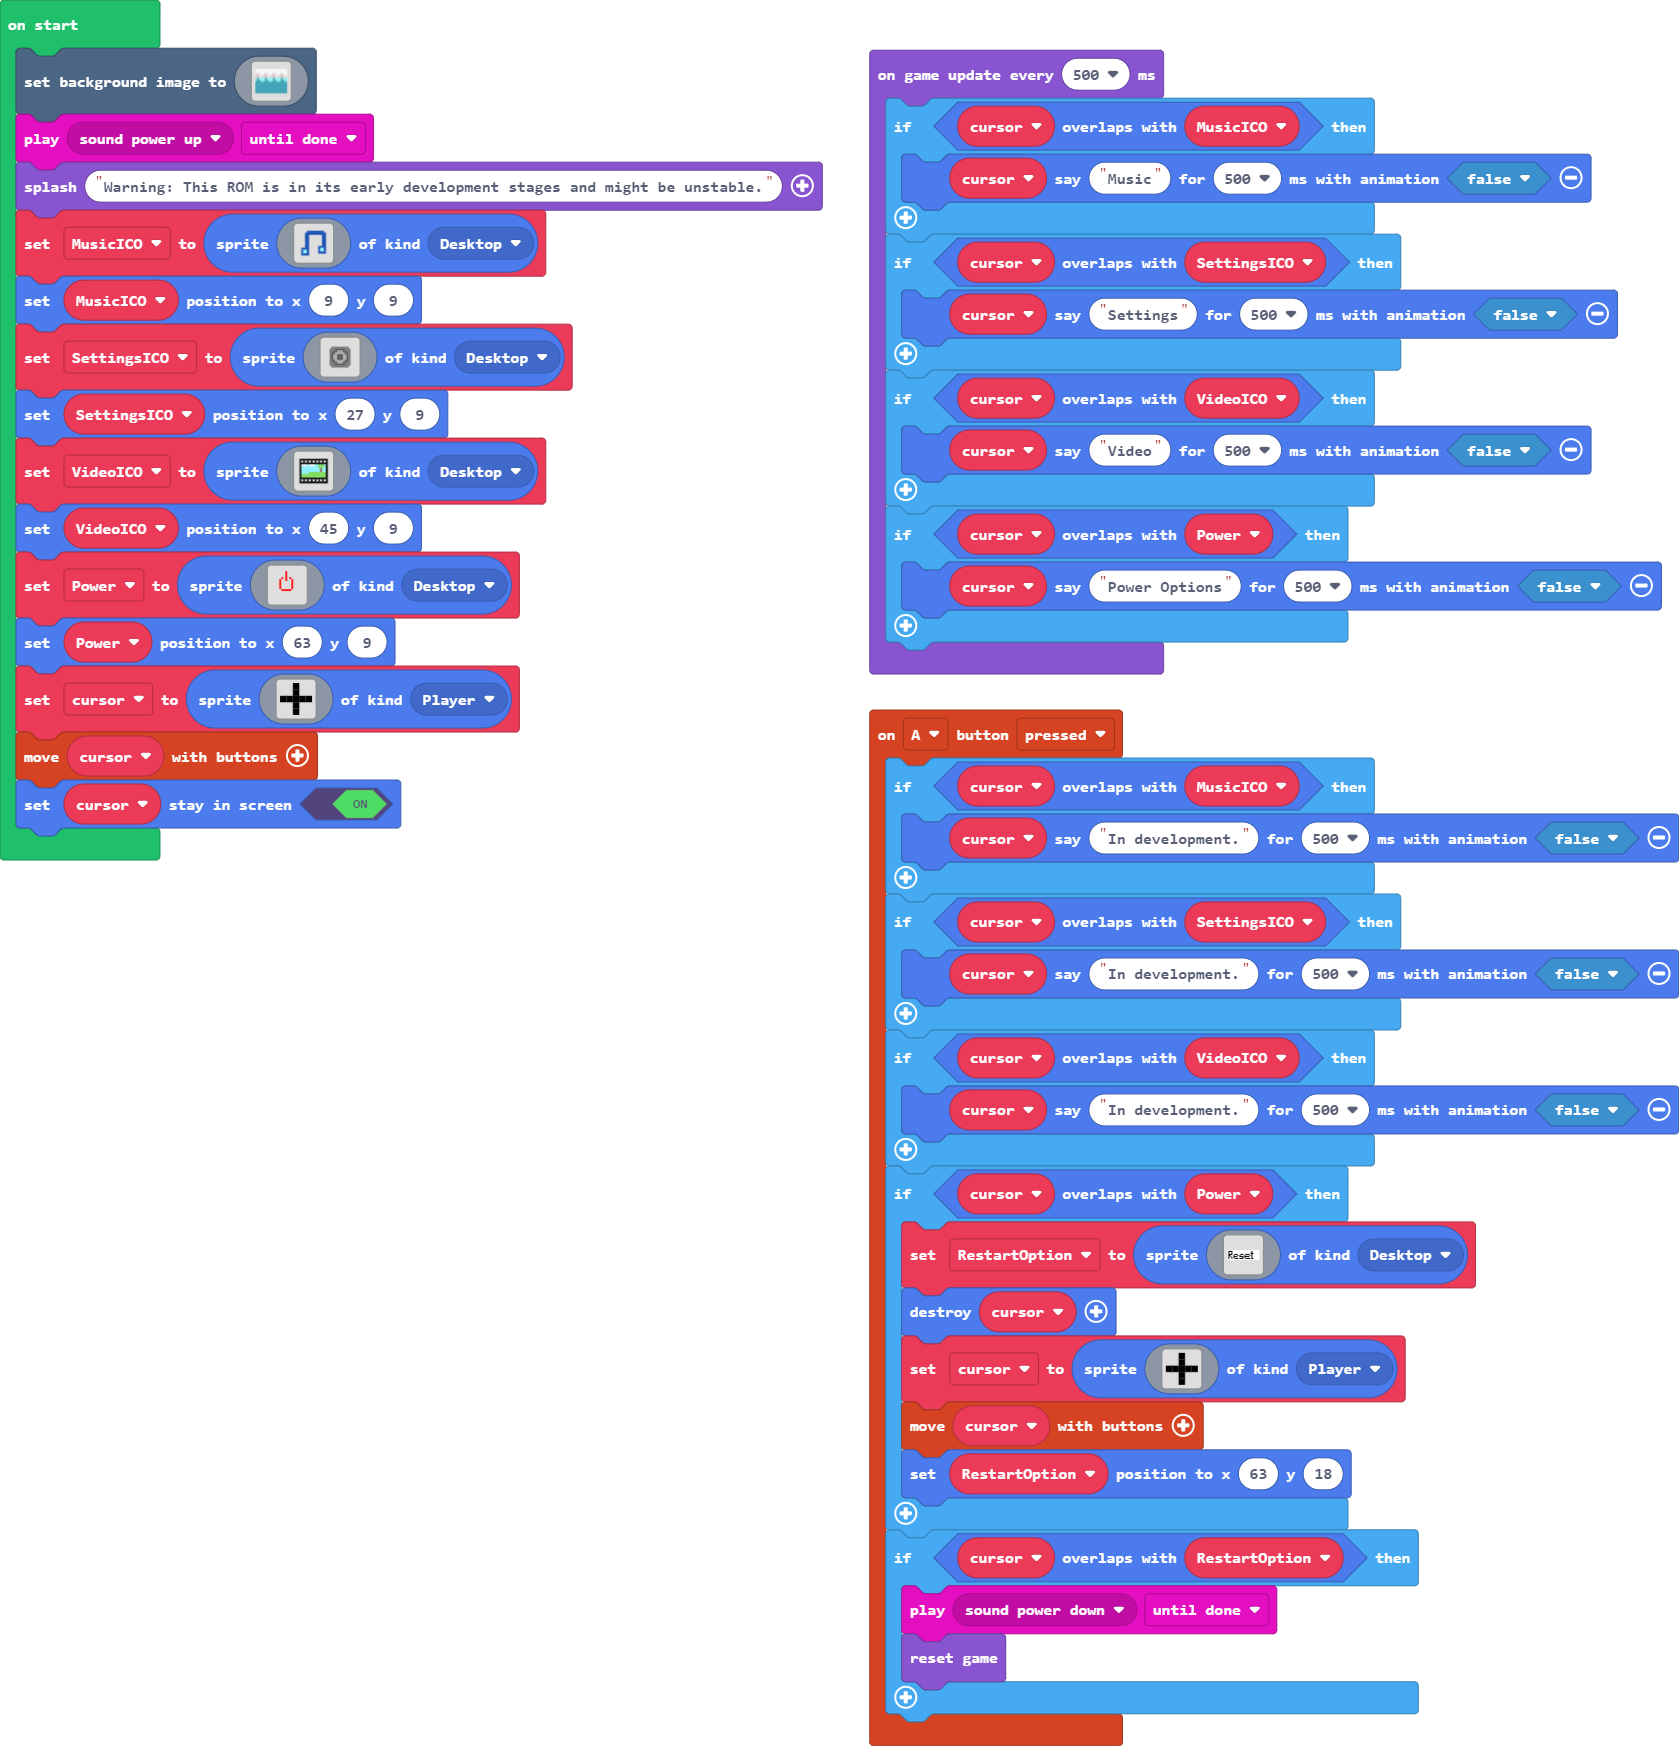 on start
set background image to
play sound power up until done
splash "Warning: This ROM is in its early development stages and might be unstable."
set MusicICO to sprite of kind Desktop
set MusicICO position to x 9 y 9
set SettingsICO to sprite of kind Desktop
set SettingsICO position to x 27 y 9
set VideoICO to sprite of kind Desktop
set VideoICO position to x 45 y 9
set Power to sprite of kind Desktop
set Power position to x 63 y 9
set cursor to sprite of kind Player
move cursor with buttons
set cursor stay in screen ON
on game update every 500 ms
if cursor overlaps with MusicICO then
cursor say "Music" for 500 ms with animation false
if cursor overlaps with SettingsICO then
cursor say "Settings" for 500 ms with animation false
if cursor overlaps with VideoICO then
cursor say "Video" for 500 ms with animation false
if cursor overlaps with Power then
cursor say "Power Options" for 500 ms with animation false
on A button pressed
if cursor overlaps with MusicICO then
cursor say "In development." for 500 ms with animation false
if cursor overlaps with SettingsICO then
cursor say "In development." for 500 ms with animation false
if cursor overlaps with VideoICO then
cursor say "In development." for 500 ms with animation false
if cursor overlaps with Power then
set RestartOption to sprite Reset of kind Desktop
destroy cursor
set cursor to sprite of kind Player
move cursor with buttons
set RestartOption position to x 63 y 18
if cursor overlaps with RestartOption then
play sound power down until done
reset game